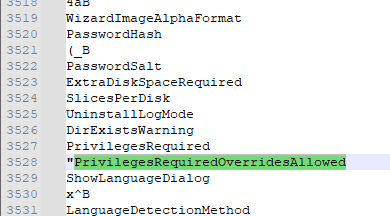 3518 4aB
3519 WizardImageAlphaFormat
3520 PasswordHash
3521 (_B
3522 PasswordSalt
3523 ExtraDiskSpaceRequired
3524 SlicesPerDisk
3525 UninstallLogMode
3526 DirExistsWarning
3527 PrivilegesRequired
3528 "PrivilegesRequiredOverridesAllowed
3529 ShowLanguageDialog
3530 x^B
3531 LanguageDetectionMethod